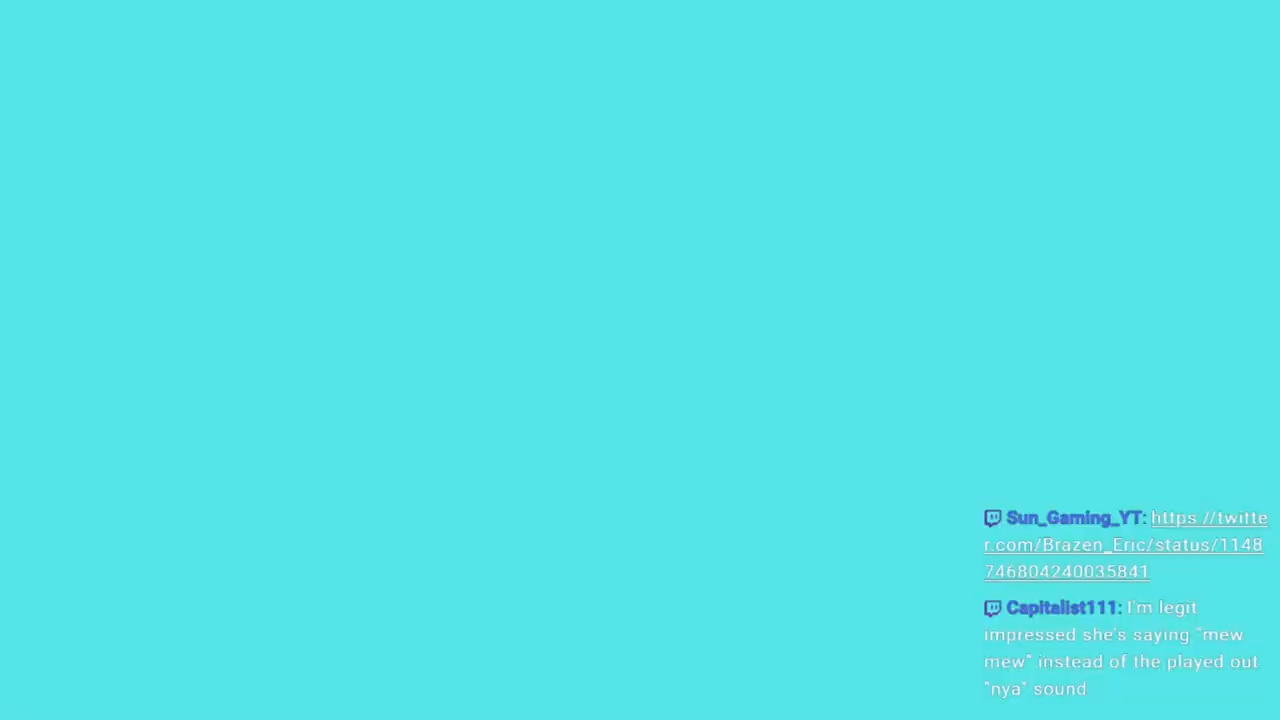 Sun_Gaming_YT: https://twitte
r.com/Brazen_Eric/status/1148
746804240035841
Capitalist111: I'm legit
impressed she's saying "mew
mew" instead of the played out
"nya" sound